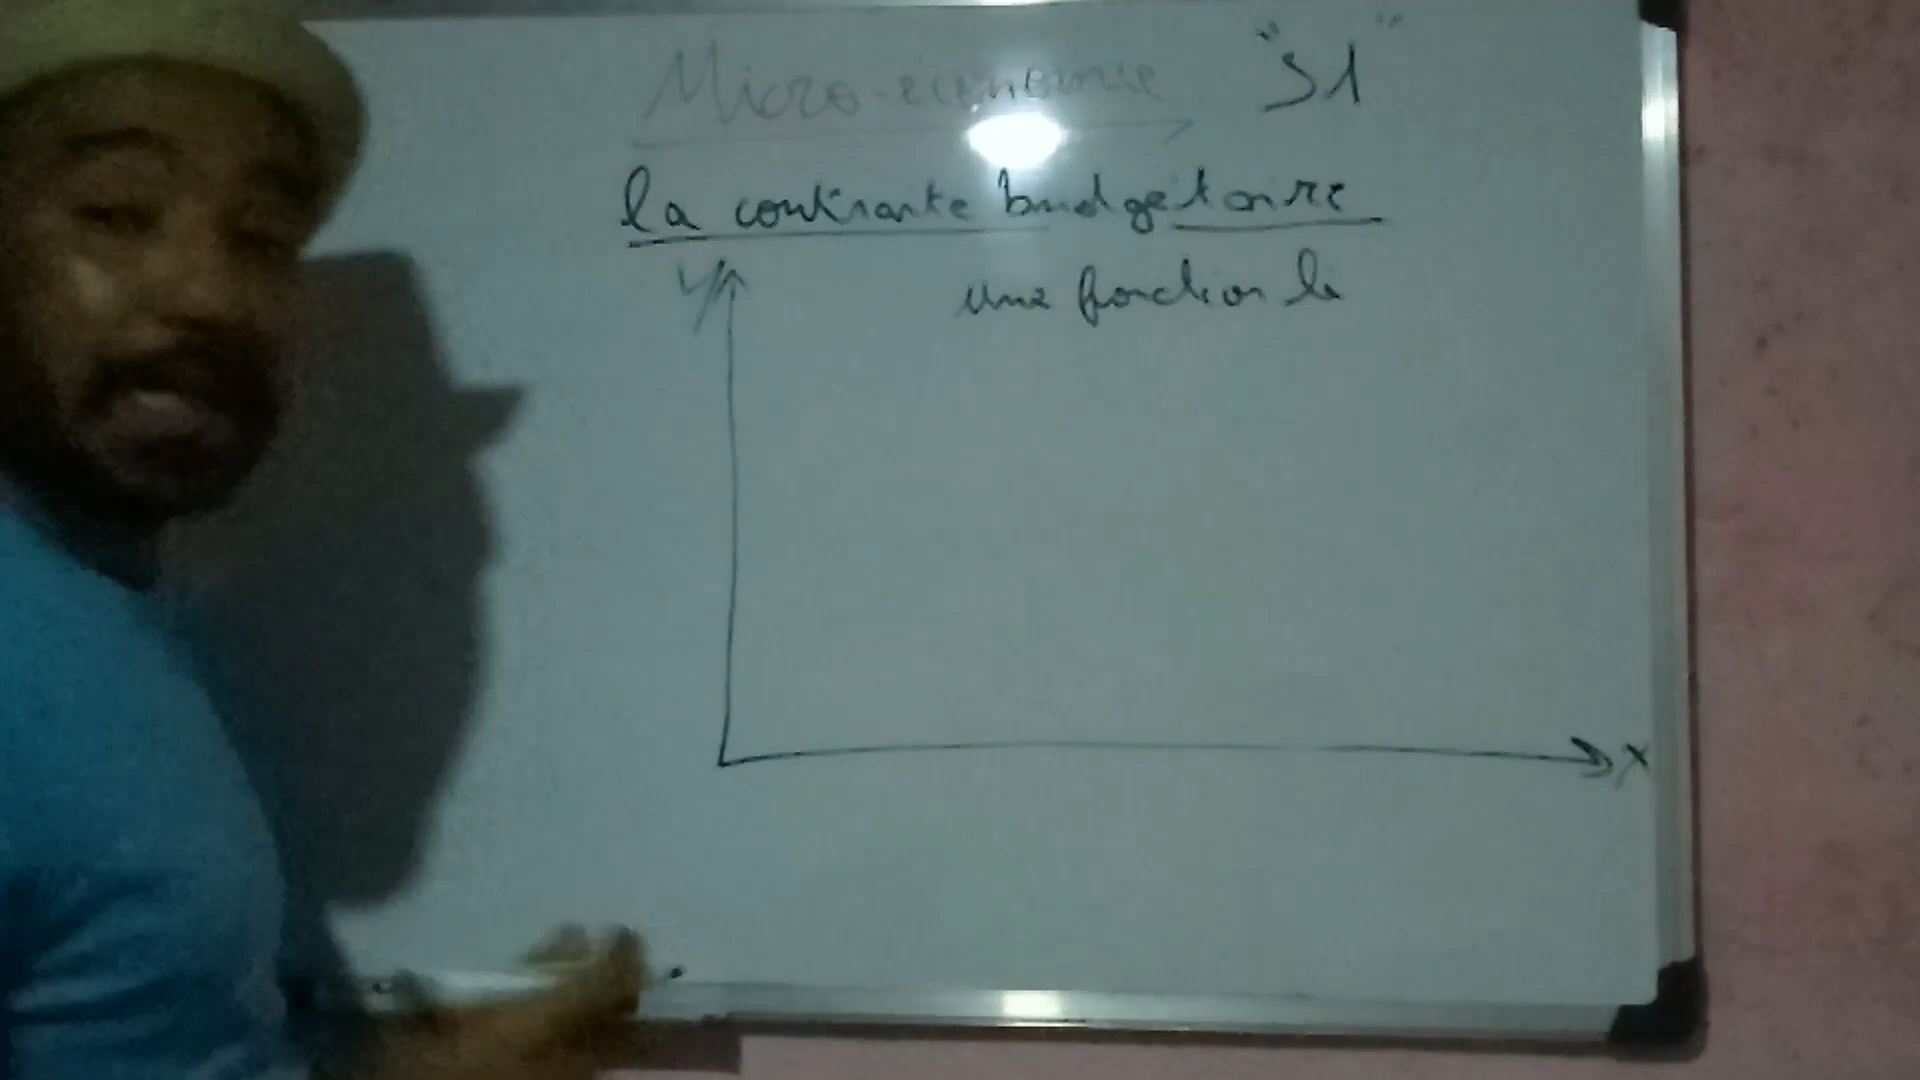 Micro-économie "S1"
la contrainte budgétaire
Y
une fonction li
X